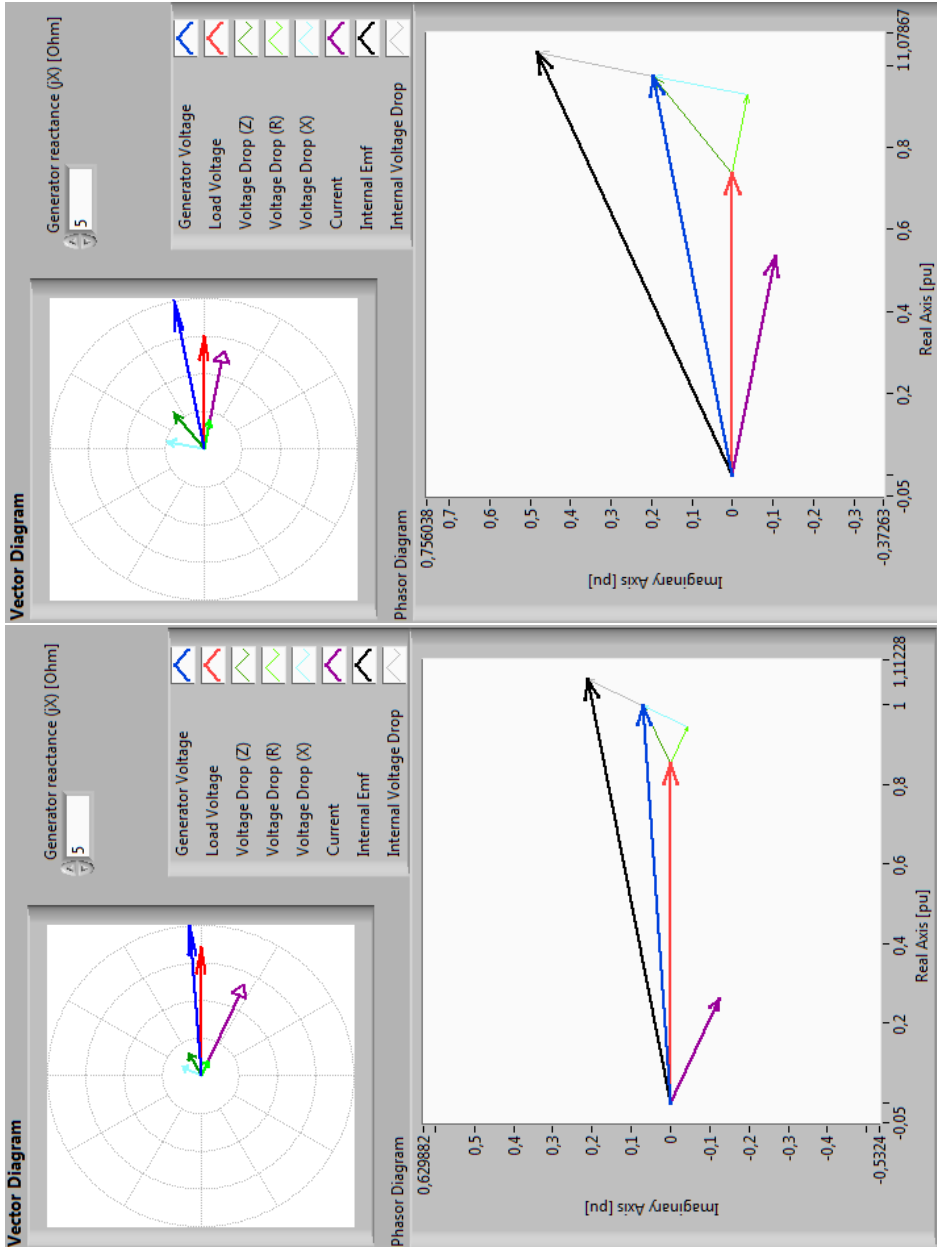 Vector Diagram
Generator reactance (jX) [Ohm]
5
Generator Voltage
Load Voltage
Voltage Drop (Z)
Voltage Drop (R)
Voltage Drop (X)
Current
Internal Emf
Internal Voltage Drop
Phasor Diagram
Imaginary Axis [pu]
0,629882
0,5
0,4
0,3
0,2
0,1
0
-0,1
-0,2
-0,3
-0,4
-0,5324
-0,05 0,2 0,4 0,6 0,8 1 1,11228
Real Axis [pu]
Vector Diagram
Generator reactance (jX) [Ohm]
5
Generator Voltage
Load Voltage
Voltage Drop (Z)
Voltage Drop (R)
Voltage Drop (X)
Current
Internal Emf
Internal Voltage Drop
Phasor Diagram
Imaginary Axis [pu]
0,756038
0,7
0,6
0,5
0,4
0,3
0,2
0,1
0
-0,1
-0,2
-0,3
-0,37263
-0,05 0,2 0,4 0,6 0,8 11,07867
Real Axis [pu]